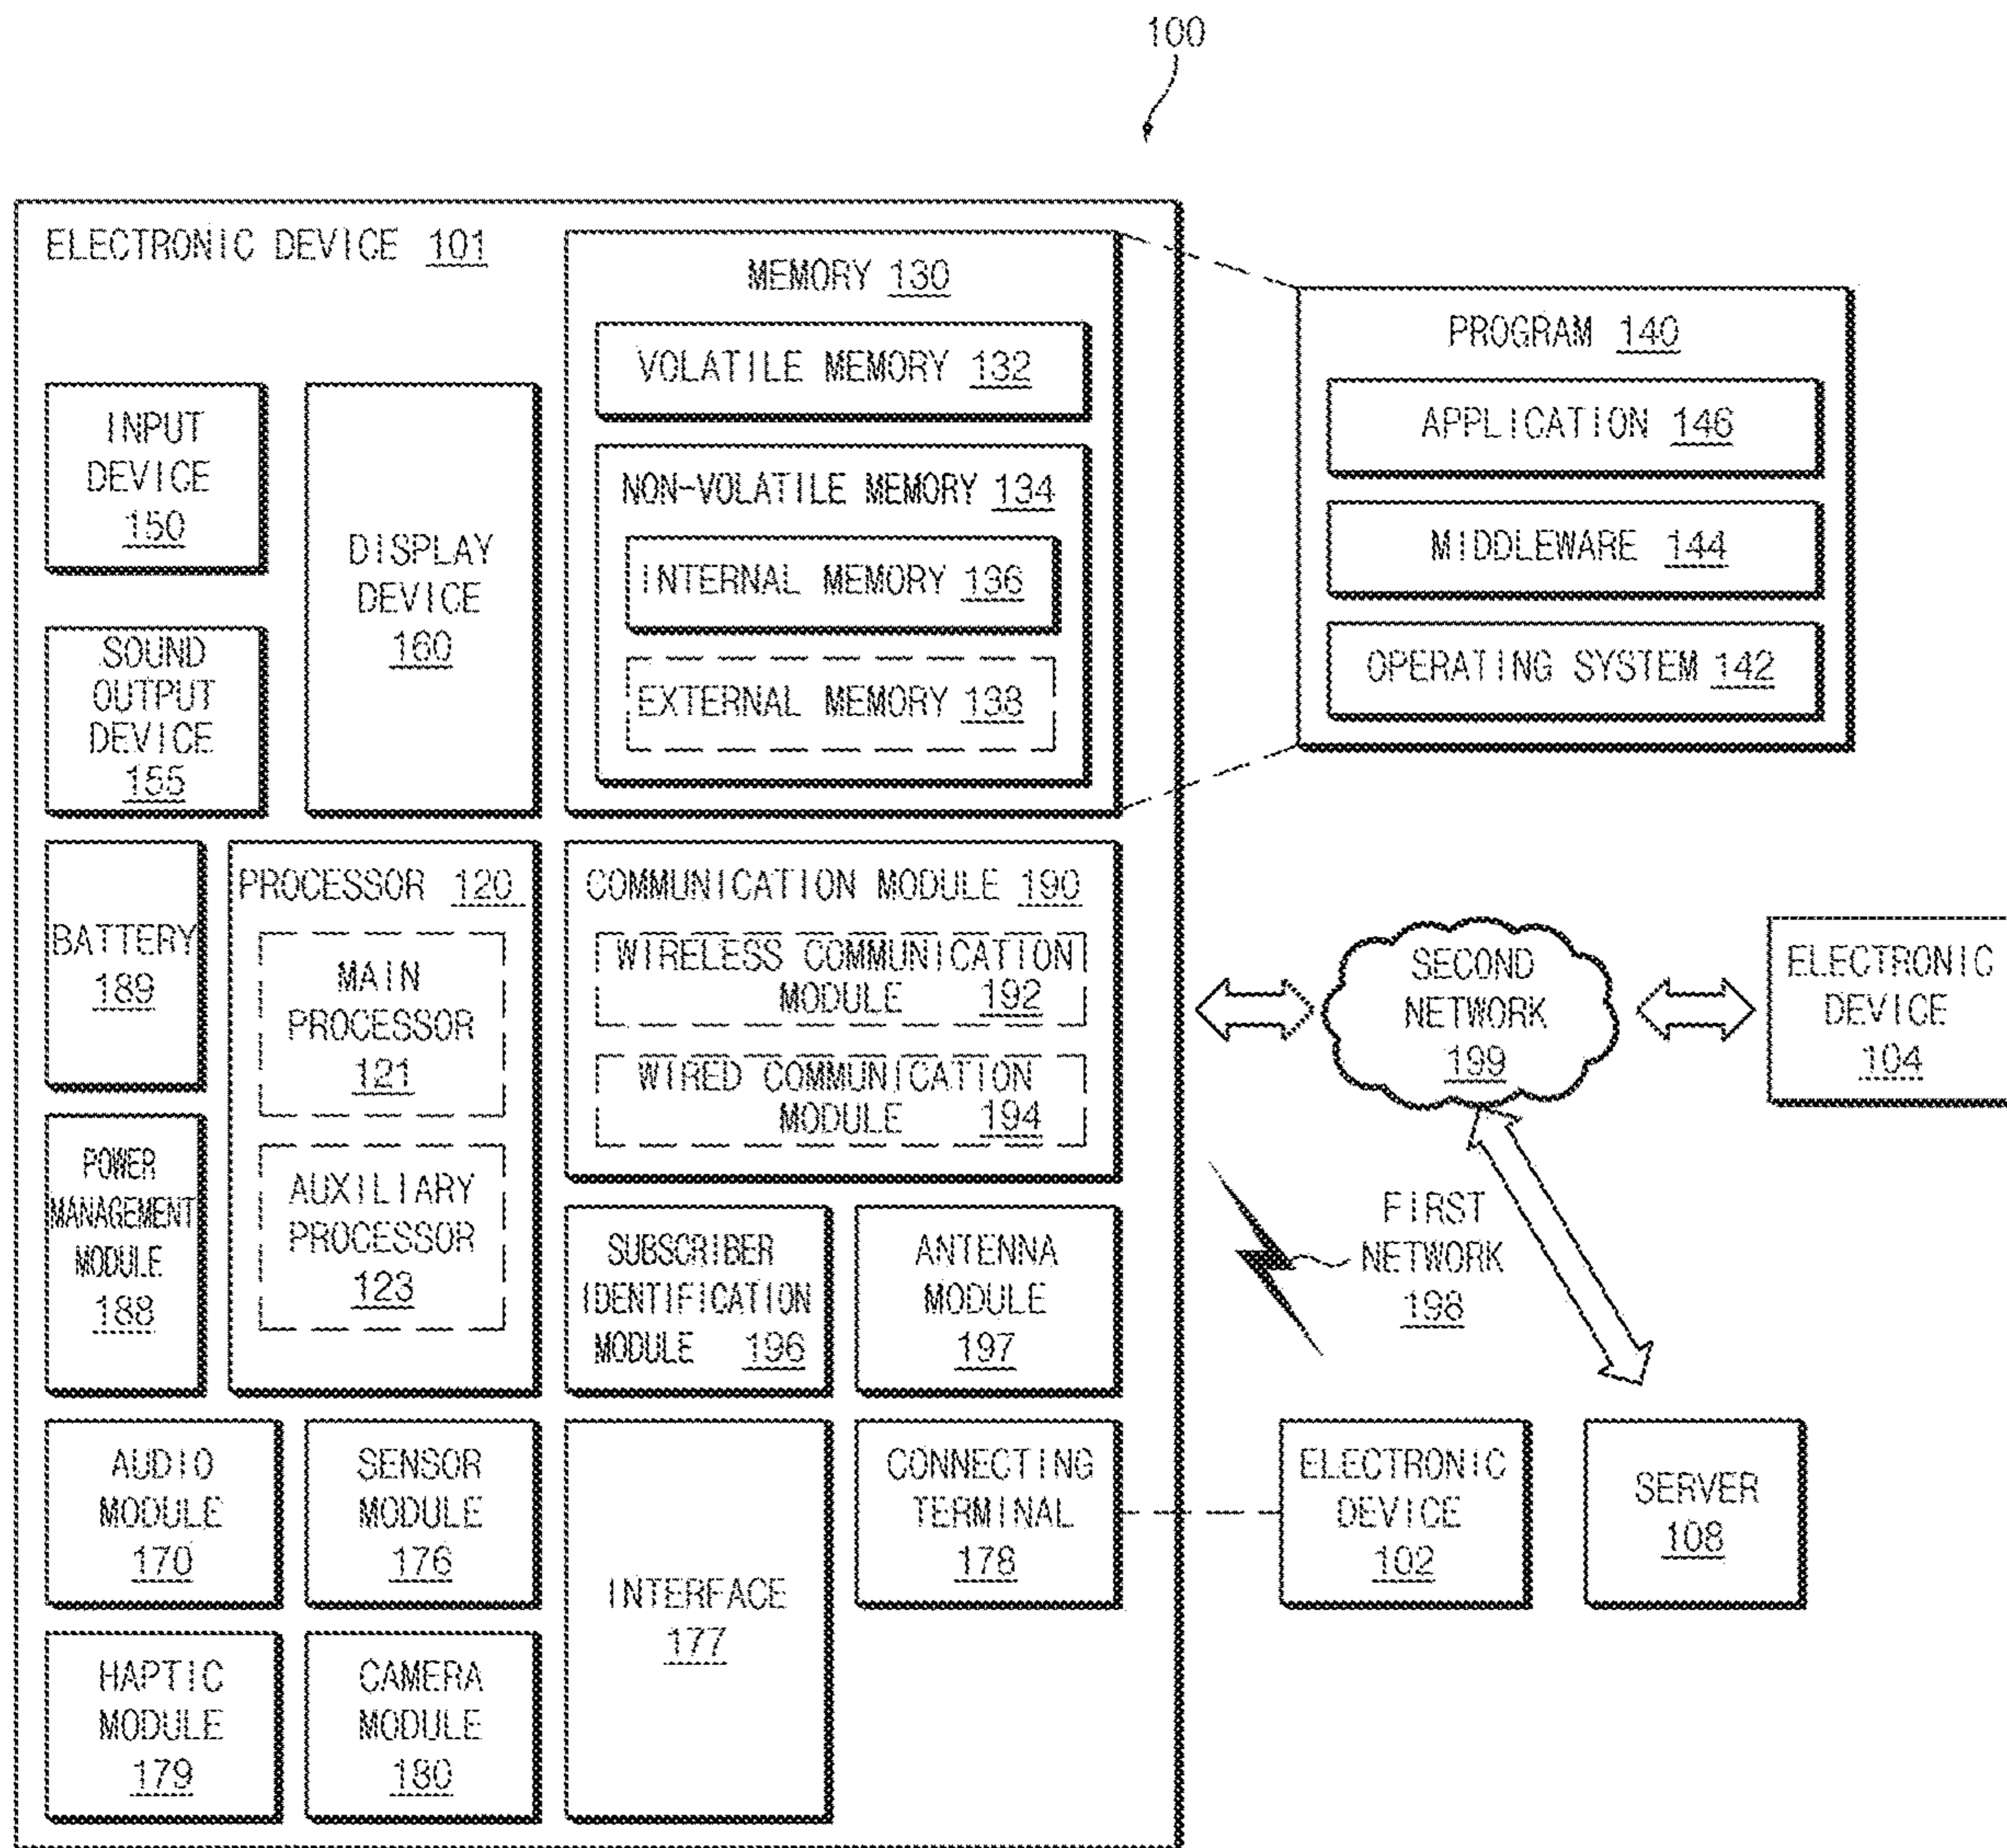 100
ELECTRONIC DEVICE 101
MEMORY 130
VOLATILE MEMORY 132
NON-VOLATILE MEMORY 134
INTERNAL MEMORY 136
EXTERNAL MEMORY 138
PROGRAM 140
APPLICATION 146
MIDDLEWARE 144
OPERATING SYSTEM 142
INPUT
DEVICE
150
DISPLAY
DEVICE
160
SOUND
OUTPUT
DEVICE
155
BATTERY
189
PROCESSOR 120
MAIN
PROCESSOR
121
AUXILIARY
PROCESSOR
123
COMMUNICATION MODULE 190
WIRELESS COMMUNICATION
MODULE 192
WIRED COMMUNICATION
MODULE 194
SECOND
NETWORK
199
ELECTRONIC
DEVICE
104
POWER
MANAGEMENT
MODULE
188
SUBSCRIBER
IDENTIFICATION
MODULE 196
ANTENNA
MODULE
197
FIRST
NETWORK
198
AUDIO
MODULE
170
SENSOR
MODULE
176
INTERFACE
177
CONNECTING
TERMINAL
178
ELECTRONIC
DEVICE
102
SERVER
108
HAPTIC
MODULE
179
CAMERA
MODULE
180